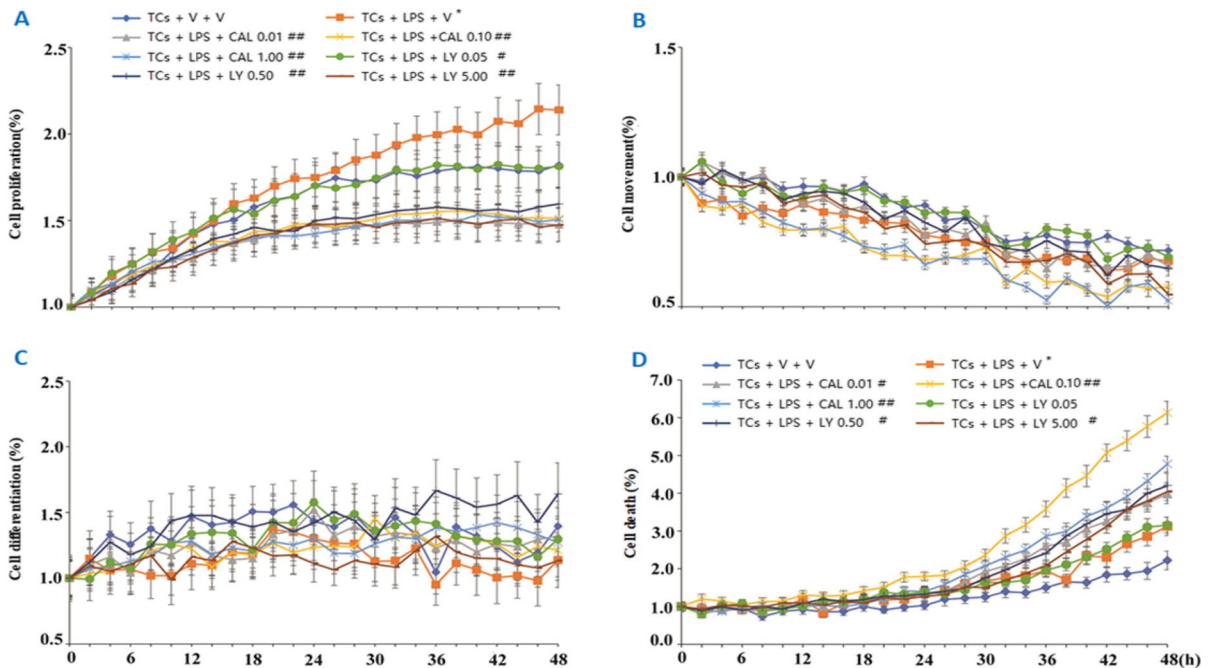 A
TCs + V + V
TCs + LPS + V *
TCs + LPS + CAL 0.01 ##
TCs + LPS +CAL 0.10 ##
TCs + LPS + CAL 1.00 ##
TCs + LPS + LY 0.05 #
TCs + LPS + LY 0.50 ##
TCs + LPS + LY 5.00 ##
Cell proliferation(%)
2.5
2.0
1.5
1.0
B
Cell movement(%)
1.5
1.0
0.5
C
Cell differentiation (%)
2.5
2.0
1.5
1.0
0.5
0 6 12 18 24 30 36 42 48
D
TCs + V + V
TCs + LPS + V *
TCs + LPS + CAL 0.01 #
TCs + LPS +CAL 0.10 ##
TCs + LPS + CAL 1.00 ##
TCs + LPS + LY 0.05
TCs + LPS + LY 0.50 #
TCs + LPS + LY 5.00 #
Cell death (%)
7.0
6.0
5.0
4.0
3.0
2.0
1.0
0.0
0 6 12 18 24 30 36 42 48(h)